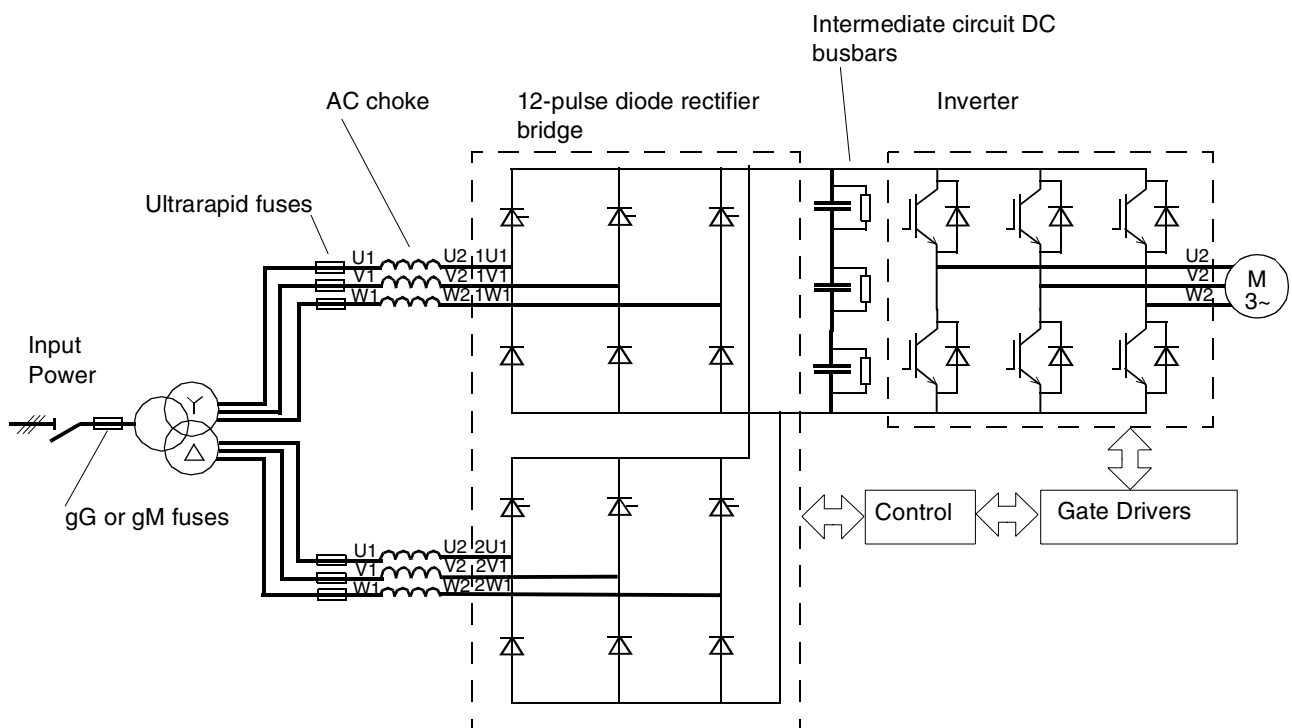 Intermediate circuit DC
busbars
AC choke
12-pulse diode rectifier
bridge
Inverter
Ultrarapid fuses
U1
U2 1U1
V1
V2 1V1
W1
W2 1W1
U2
V2
W2
M
3~
Input
Power
Y
Δ
gG or gM fuses
Control
Gate Drivers
U1
U2 2U1
V1
V2 2V1
W1
W2 2W1